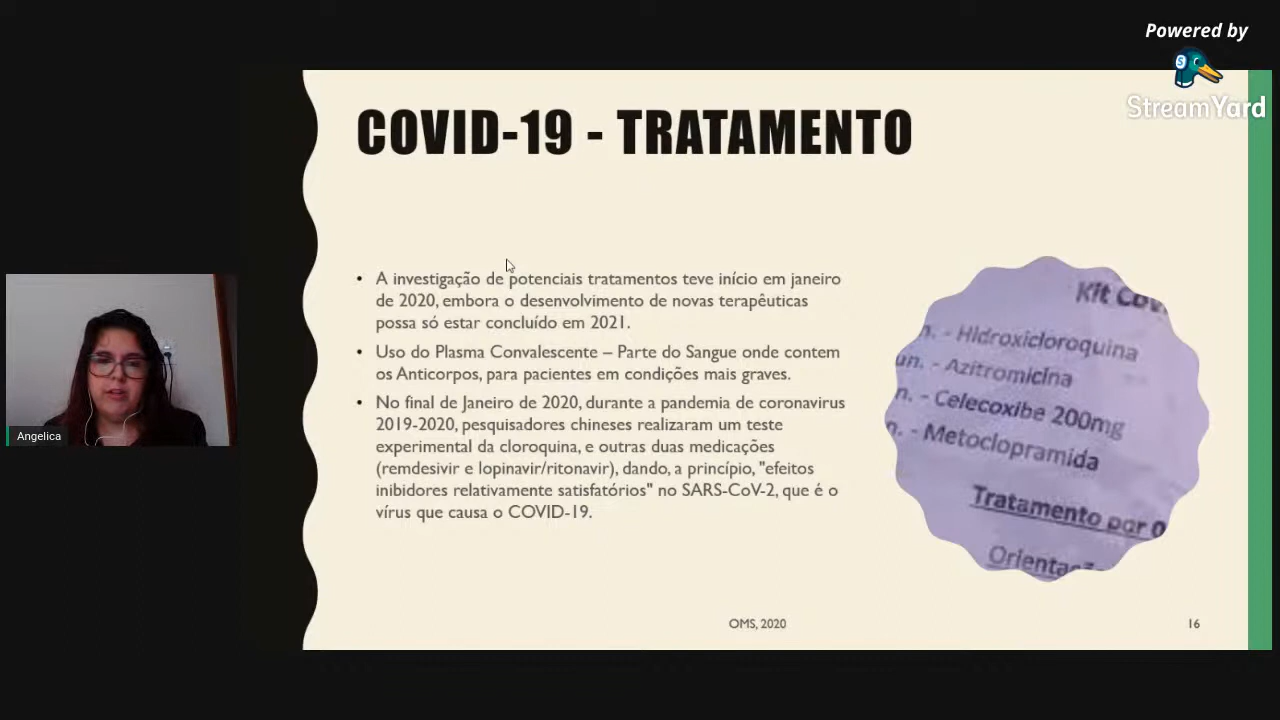 Powered by
StreamYard
COVID-19 - TRATAMENTO
• A investigação de potenciais tratamentos teve início em janeiro
de 2020, embora o desenvolvimento de novas terapêuticas
possa só estar concluído em 2021.
• Uso do Plasma Convalescente – Parte do Sangue onde contem
os Anticorpos, para pacientes em condições mais graves.
• No final de Janeiro de 2020, durante a pandemia de coronavirus
2019-2020, pesquisadores chineses realizaram um teste
experimental da cloroquina, e outras duas medicações
(remdesivir e lopinavir/ritonavir), dando, a princípio, "efeitos
inibidores relativamente satisfatórios" no SARS-CoV-2, que é o
vírus que causa o COVID-19.
Kit Cov
n. - Hidroxicloroquina
un. - Azitromicina
n. - Celecoxibe 200mg
n. - Metoclopramida
Tratamento por 0
Orientaç
Angelica
OMS, 2020
16